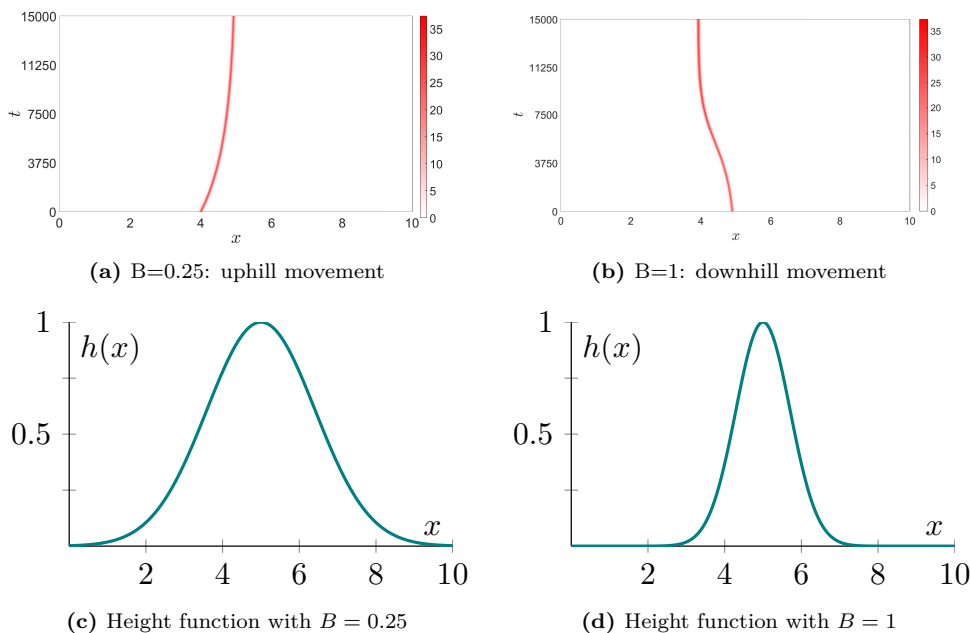 15000
11250
7500
3750
0
t
0 2 4 6 8 10
x
35
30
25
20
15
10
5
0
(a) B=0.25: uphill movement
15000
11250
7500
3750
0
t
0 2 4 6 8 10
x
35
30
25
20
15
10
5
0
(b) B=1: downhill movement
1
h(x)
0.5
x
2 4 6 8 10
(c) Height function with B = 0.25
1
h(x)
0.5
x
2 4 6 8 10
(d) Height function with B = 1